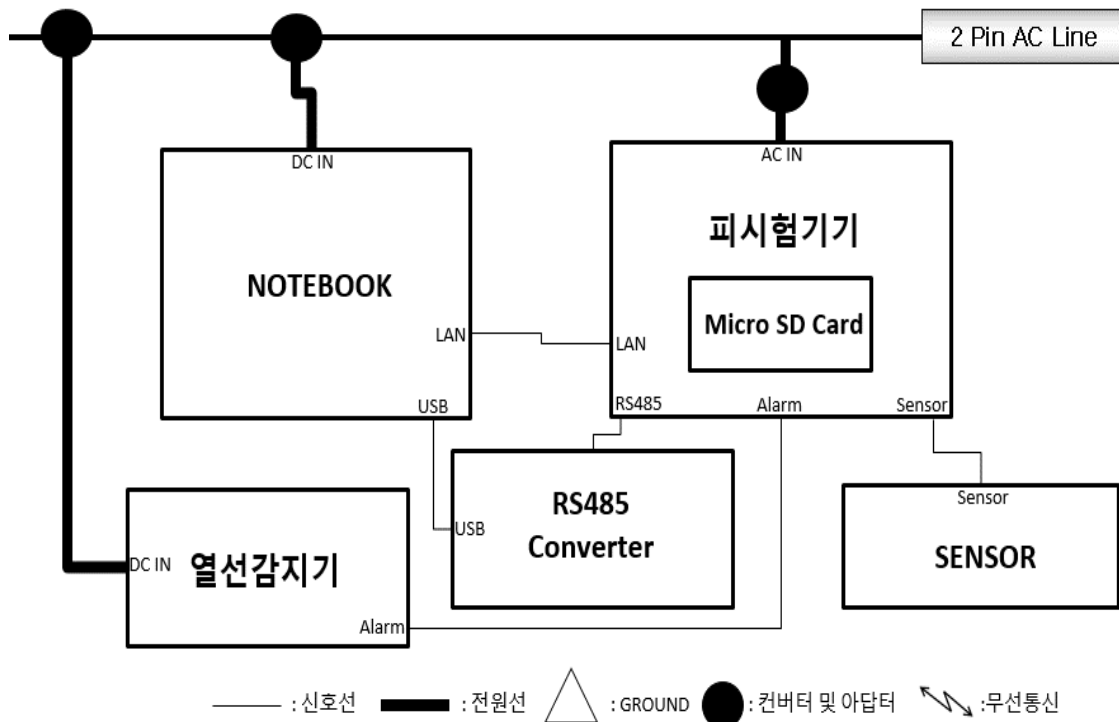 2 Pin AC Line
DC IN
AC IN
NOTEBOOK
피시험기기
Micro SD Card
LAN
LAN
USB
RS485
Alarm
Sensor
RS485
Converter
USB
Sensor
SENSOR
DC IN
열선감지기
Alarm
: 신호선
: 전원선
: GROUND
: 컨버터 및 아답터
:무선통신